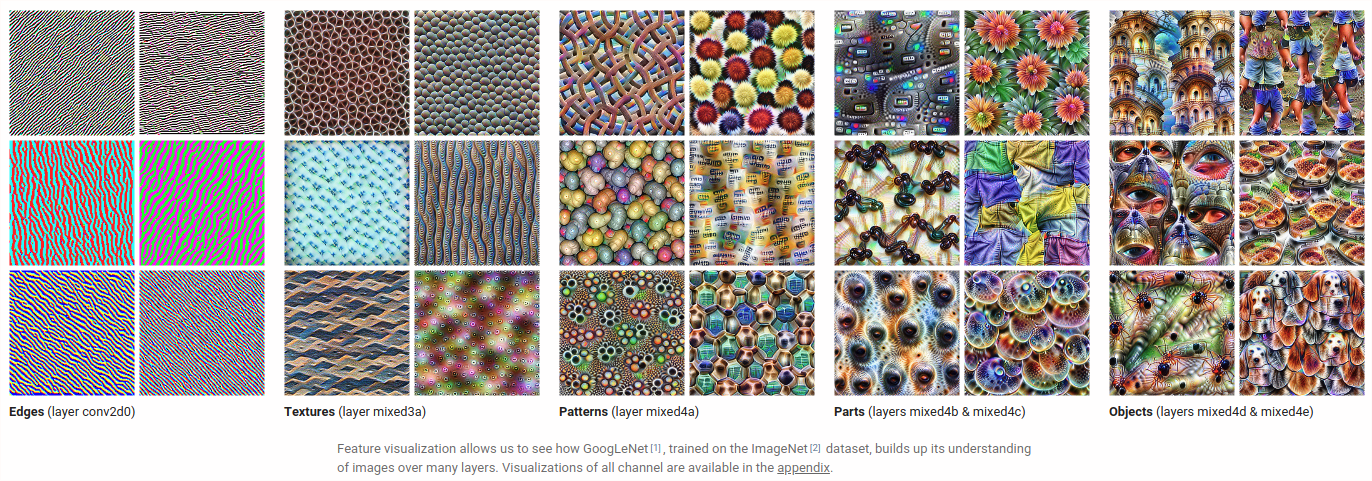 Edges (layer conv2d0)
Textures (layer mixed3a)
Patterns (layer mixed4a)
Parts (layers mixed4b & mixed4c)
Objects (layers mixed4d & mixed4e)
Feature visualization allows us to see how GoogLeNet[1], trained on the ImageNet[2] dataset, builds up its understanding
of images over many layers. Visualizations of all channel are available in the appendix.